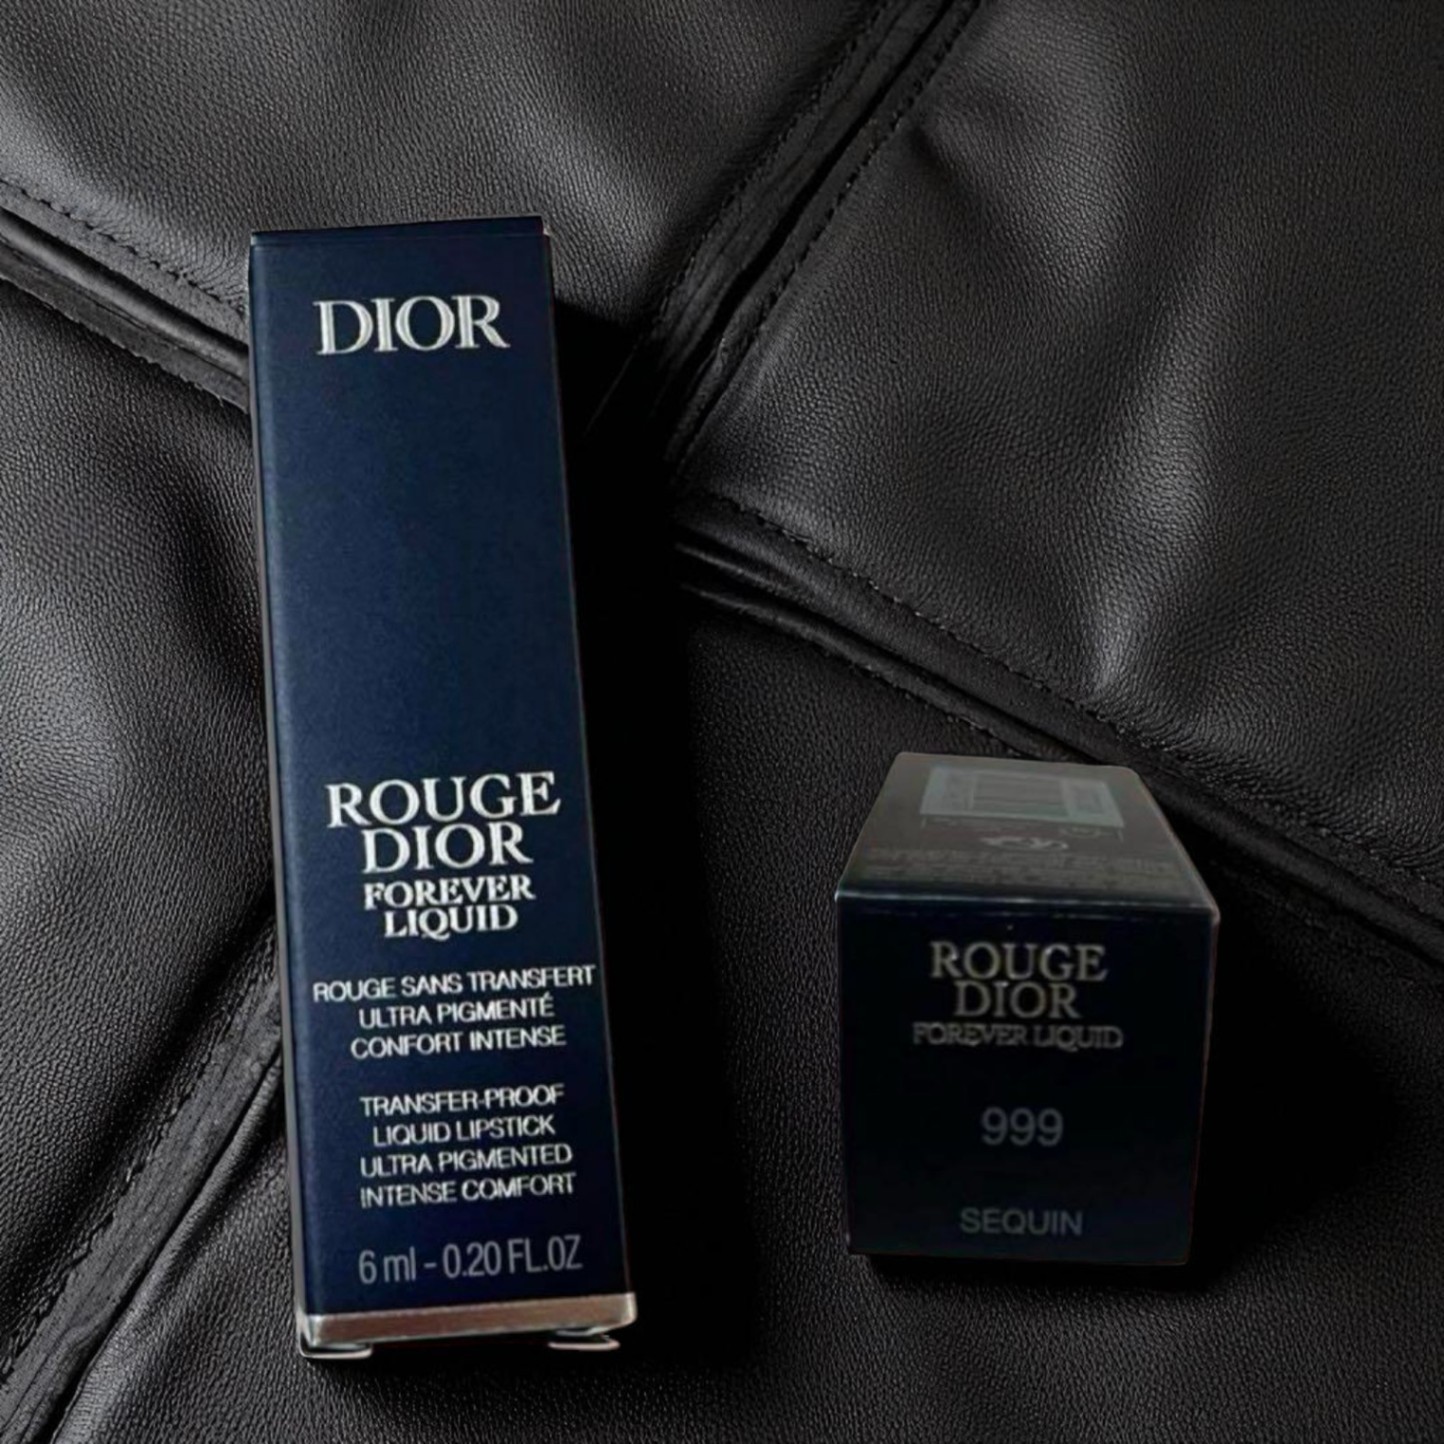 DIOR
ROUGE
DIOR
FOREVER
LIQUID
ROUGE SANS TRANSFERT
ULTRA PIGMENTÉ
CONFORT INTENSE
TRANSFER-PROOF
LIQUID LIPSTICK
ULTRA PIGMENTED
INTENSE COMFORT
6 ml - 0.20 FL.OZ
ROUGE
DIOR
FOREVER LIQUID
999
SEQUIN